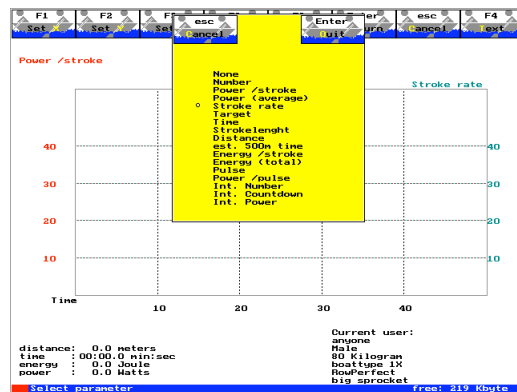 F1 F2 esc Enter esc F4
Set Set Cancel Quit Cancel Text
Power /stroke
Stroke rate
None
Number
Power /stroke
Power (average)
Stroke rate
Target
Time
Strokelenght
Distance
est. 500m time
Energy /stroke
Energy (total)
Pulse
Power /pulse
Int. Number
Int. Countdown
Int. Power
40 40
30 30
20 20
10 10
Time
10 20 30 40
Current user:
anyone
Male
80 Kilogram
boattype 1X
RowPerfect
big sprocket
distance: 0.0 meters
time : 00:00.0 min:sec
energy : 0.0 Joule
power : 0.0 Watts
Select parameter free: 219 Kbyte